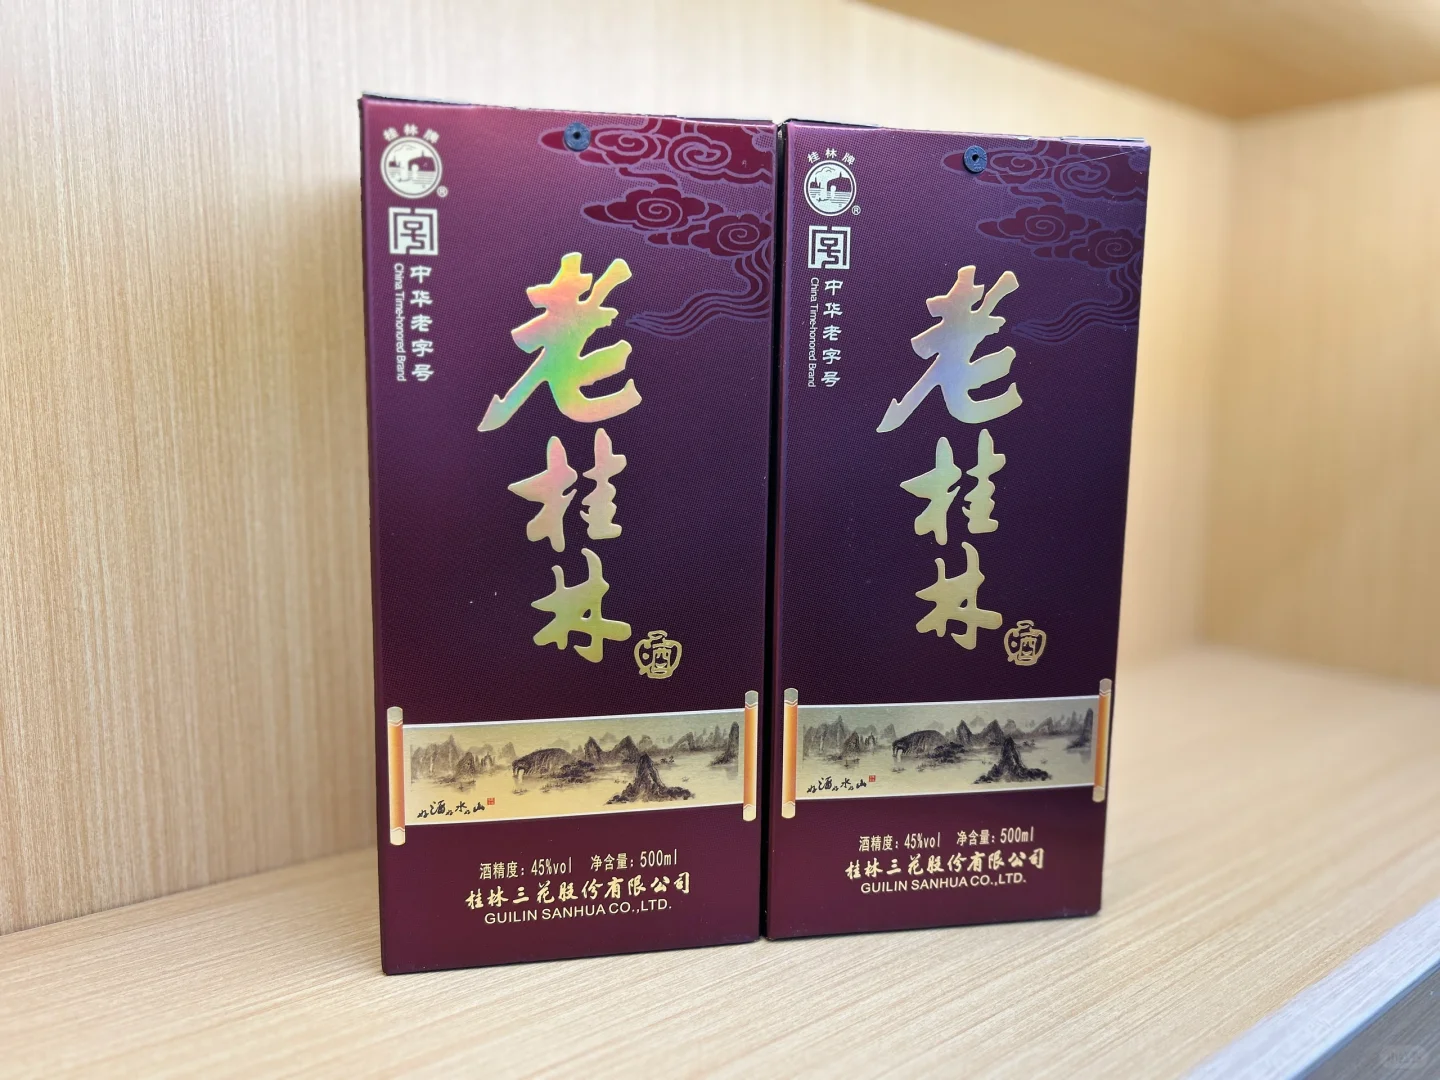 桂林牌
®
中华老字号
China Time-honored Brand
老桂林
酒
好酒好水好山
酒精度：45%vol 净含量：500ml
桂林三花股份有限公司
GUILIN SANHUA CO.,LTD.
桂林牌
®
中华老字号
China Time-honored Brand
老桂林
酒
好酒好水好山
酒精度：45%vol 净含量：500ml
桂林三花股份有限公司
GUILIN SANHUA CO.,LTD.